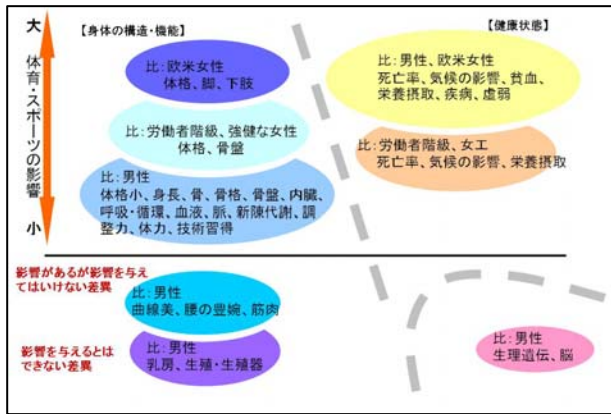 大
体育・スポーツの影響
小
【身体の構造・機能】
比：欧米女性
体格、脚、下肢
比：労働者階級、強健な女性
体格、骨盤
比：男性
体格小、身長、骨、骨格、骨盤、内臓、
呼吸・循環、血液、脈、新陳代謝、調
整力、体力、技術習得
【健康状態】
比：男性、欧米女性
死亡率、気候の影響、貧血、
栄養摂取、疾病、虚弱
比：労働者階級、女工
死亡率、気候の影響、栄養摂取
影響があるが影響を与え
てはいけない差異
比：男性
曲線美、腰の豊婉、筋肉
影響を与えるとは
できない差異
比：男性
乳房、生殖・生殖器
比：男性
生理遺伝、脳